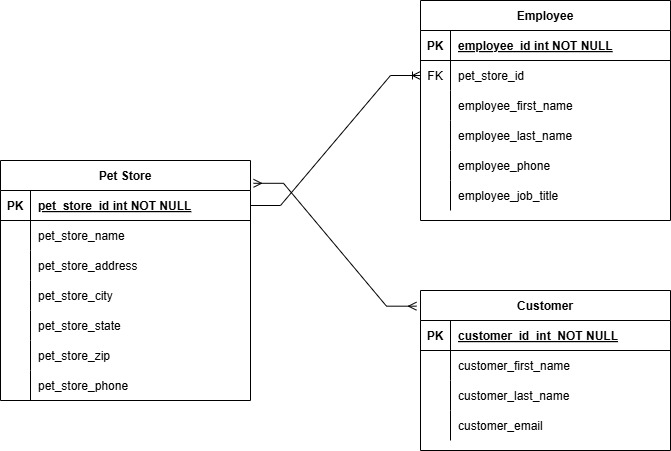 Employee
PK employee_id int NOT NULL
FK pet_store_id
employee_first_name
employee_last_name
employee_phone
employee_job_title
Pet Store
PK pet_store_id int NOT NULL
pet_store_name
pet_store_address
pet_store_city
pet_store_state
pet_store_zip
pet_store_phone
Customer
PK customer_id int NOT NULL
customer_first_name
customer_last_name
customer_email